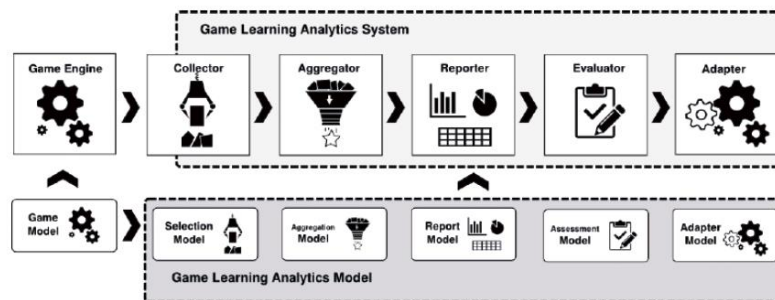 Game Learning Analytics System
Game Engine
Collector
Aggregator
Reporter
Evaluator
Adapter
Game
Model
Selection
Model
Aggregation
Model
Report
Model
Assessment
Model
Adapter
Model
Game Learning Analytics Model